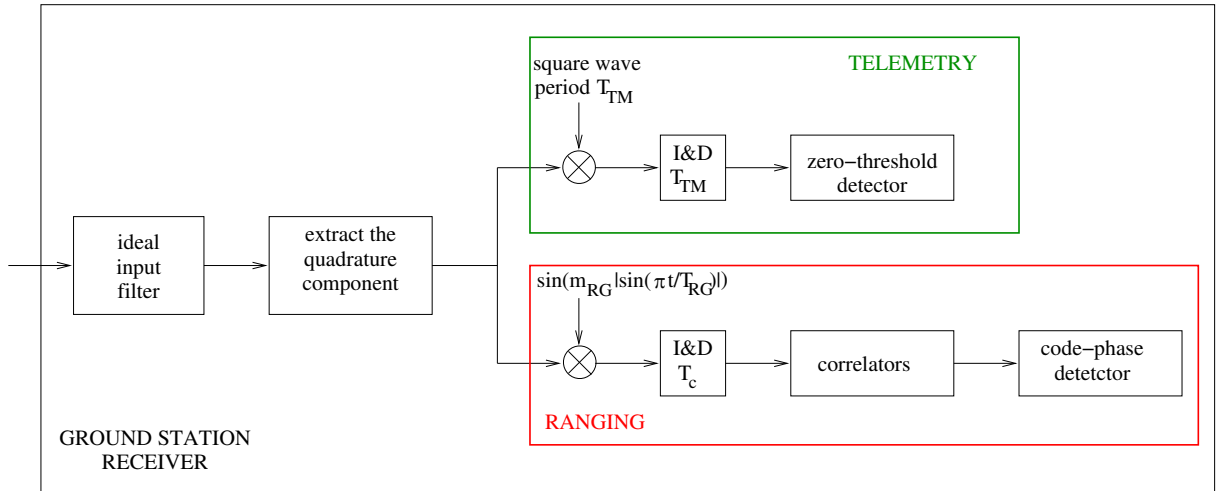 TELEMETRY
square wave
period T_TM
I&D
T_TM
zero−threshold
detector
ideal
input
filter
extract the
quadrature
component
sin(m_RG |sin(π t/T_RG)|)
I&D
T_c
correlators
code−phase
detetctor
RANGING
GROUND STATION
RECEIVER